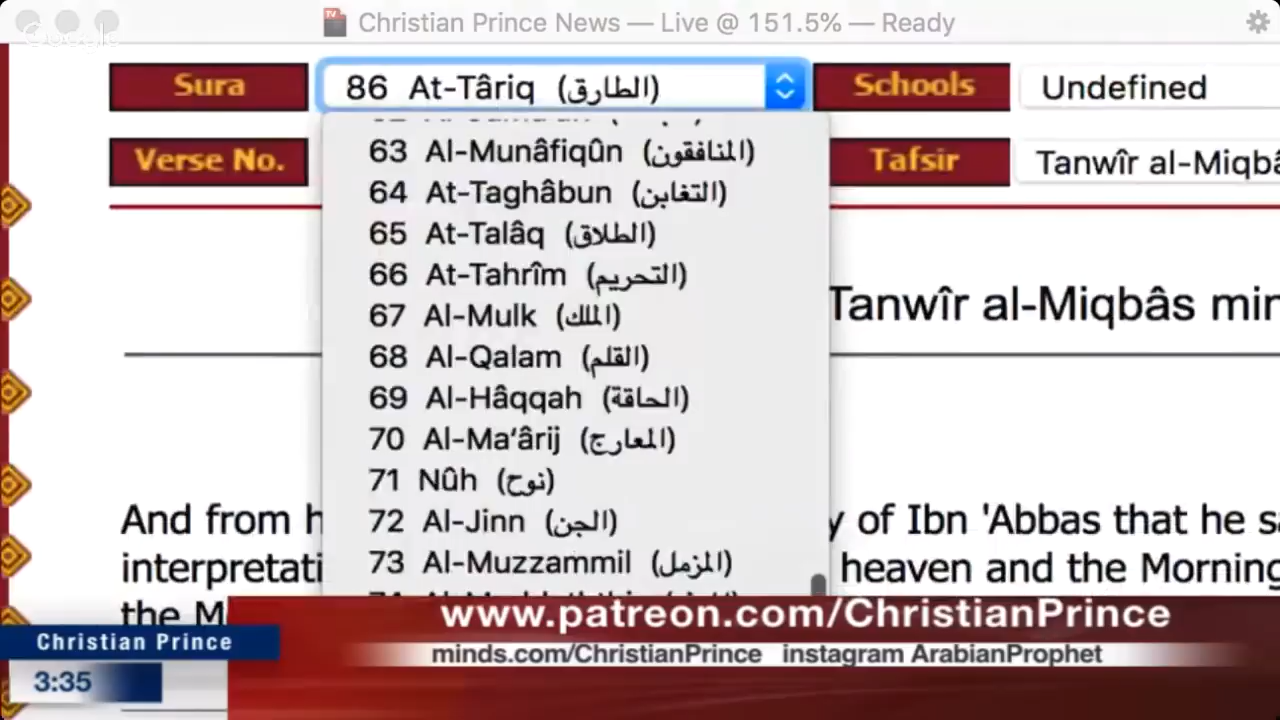 Christian Prince News — Live @ 151.5% — Ready
Google
Sura
86 At-Târiq (الطارق)
Schools
Undefined
63 Al-Munâfiqûn (المنافقون)
Verse No.
Tafsir
Tanwîr al-Miqbâ
64 At-Taghâbun (التغابن)
65 At-Talâq (الطلاق)
66 At-Tahrîm (التحريم)
Tanwîr al-Miqbâs min
67 Al-Mulk (الملك)
68 Al-Qalam (القلم)
69 Al-Hâqqah (الحاقة)
70 Al-Ma‘ârij (المعارج)
71 Nûh (نوح)
72 Al-Jinn (الجن)
73 Al-Muzzammil (المزمل)
And from h
y of Ibn 'Abbas that he s
interpretati
heaven and the Morning
the M
www.patreon.com/ChristianPrince
Christian Prince
minds.com/ChristianPrince instagram ArabianProphet
3:35